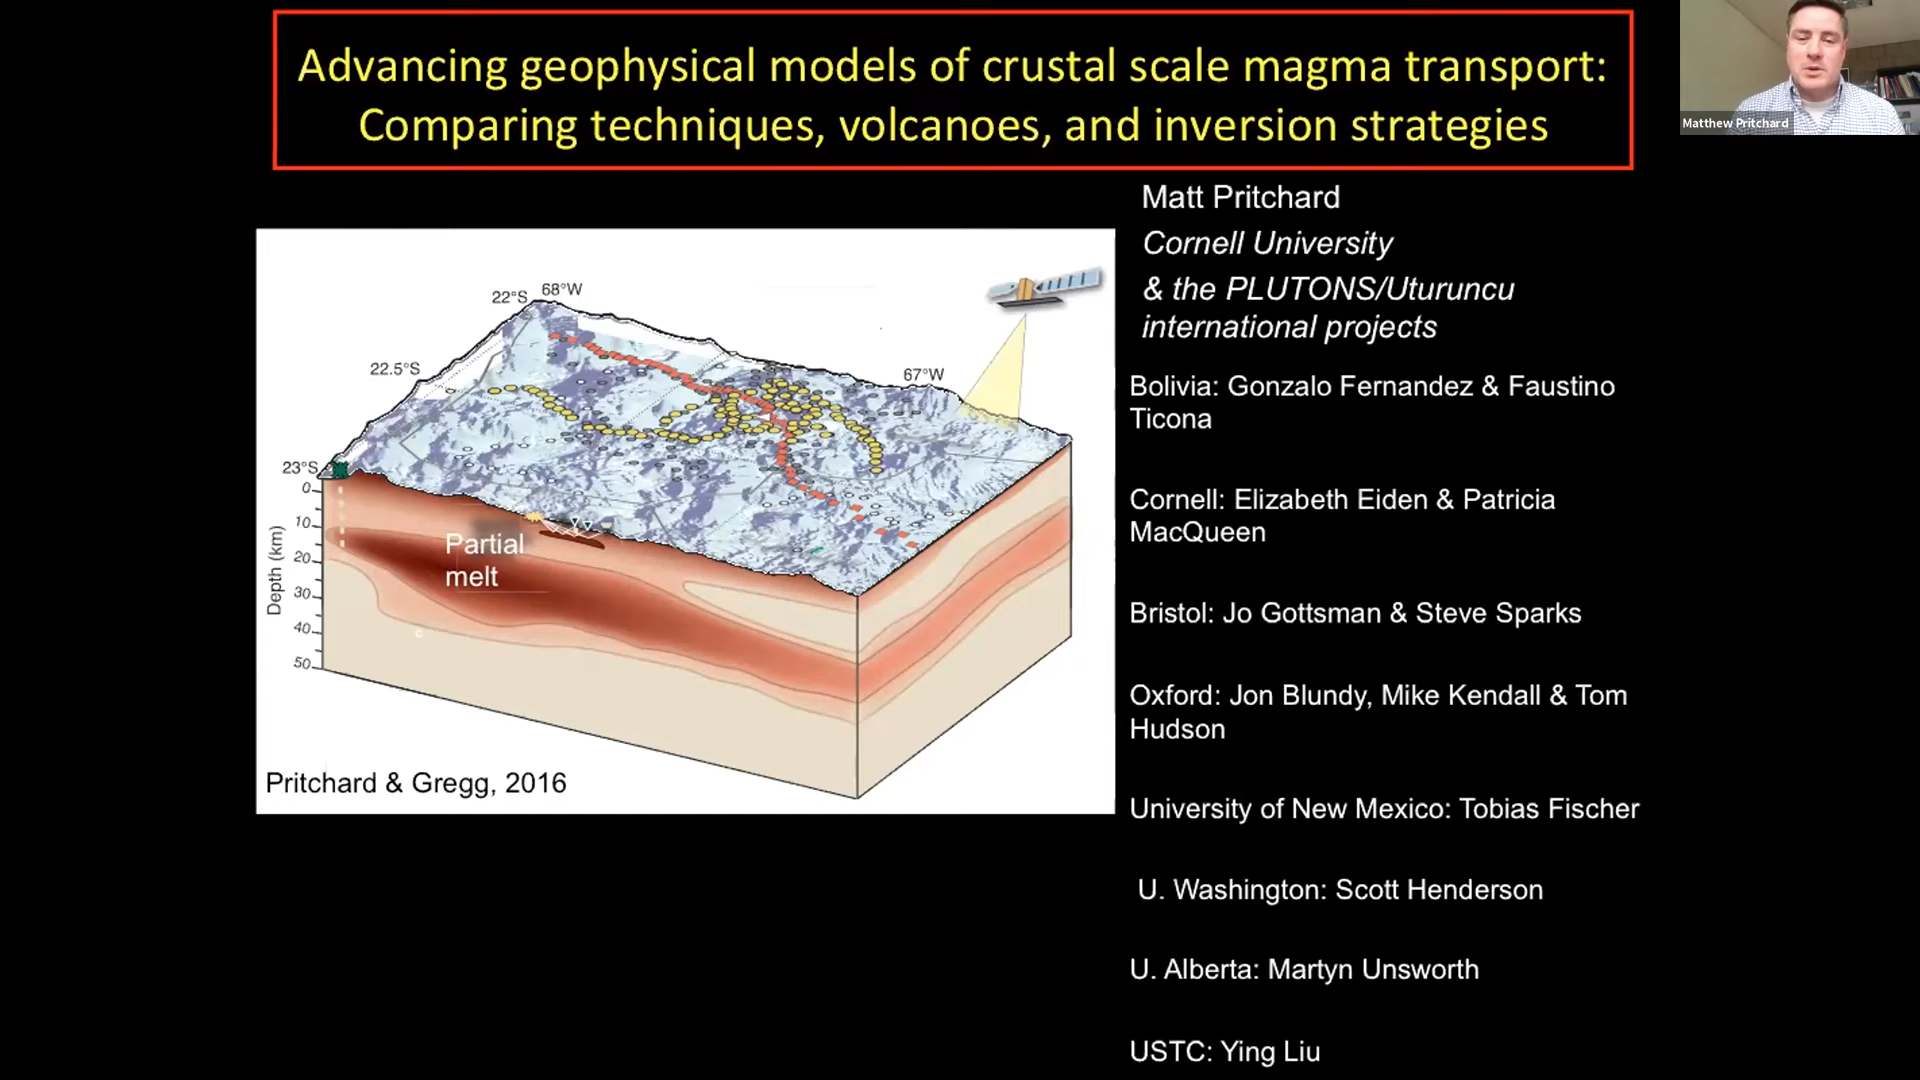 Advancing geophysical models of crustal scale magma transport:
Comparing techniques, volcanoes, and inversion strategies
Matthew Pritchard
Matt Pritchard
Cornell University
& the PLUTONS/Uturuncu
international projects
Bolivia: Gonzalo Fernandez & Faustino
Ticona
Cornell: Elizabeth Eiden & Patricia
MacQueen
Bristol: Jo Gottsman & Steve Sparks
Oxford: Jon Blundy, Mike Kendall & Tom
Hudson
University of New Mexico: Tobias Fischer
U. Washington: Scott Henderson
U. Alberta: Martyn Unsworth
USTC: Ying Liu
22°S
68°W
22.5°S
67°W
23°S
0
10
20
30
40
50
Depth (km)
Partial
melt
c
Pritchard & Gregg, 2016